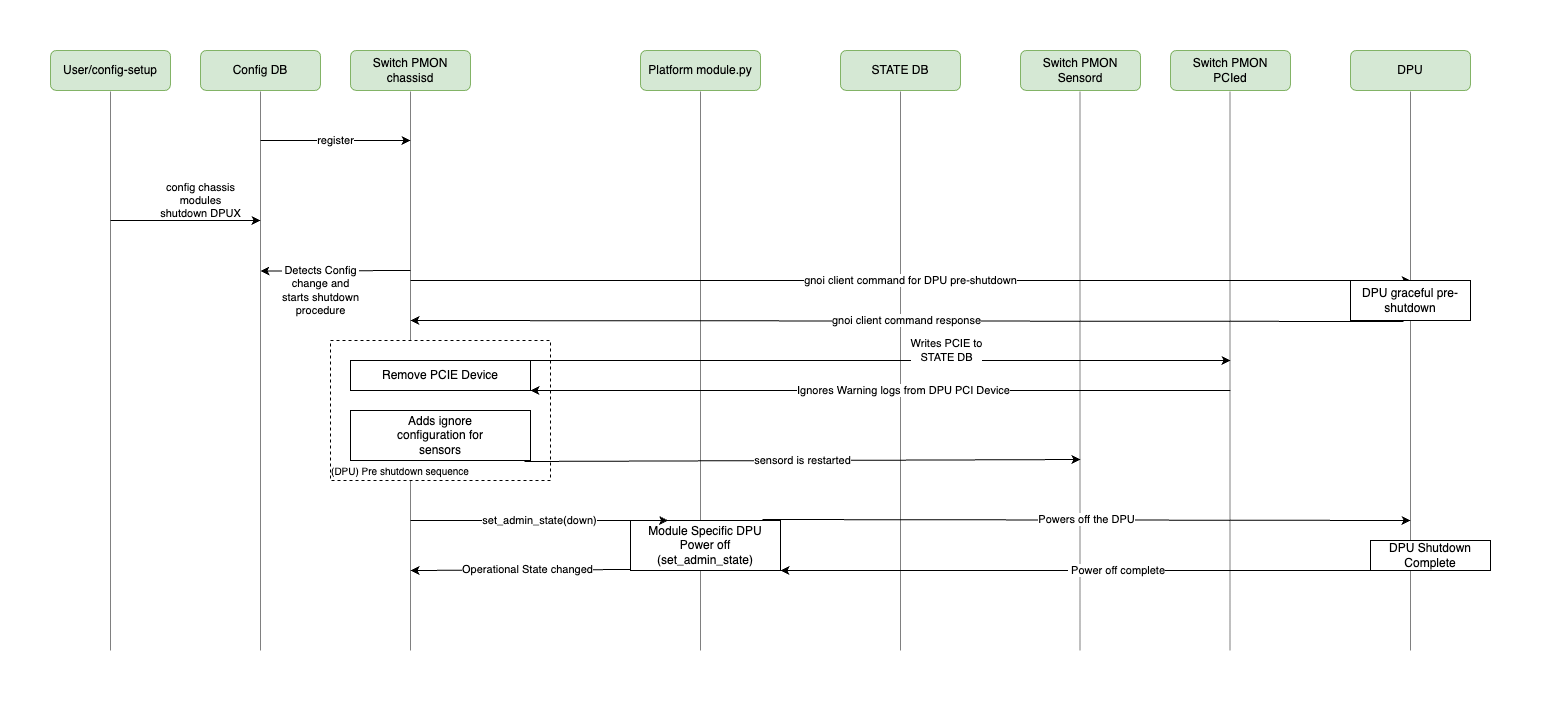 User/config-setup
Config DB
Switch PMON
chassisd
Platform module.py
STATE DB
Switch PMON
Sensord
Switch PMON
PCIed
DPU
register
config chassis
modules
shutdown DPUX
Detects Config
change and
starts shutdown
procedure
gnoi client command for DPU pre-shutdown
DPU graceful pre-
shutdown
gnoi client command response
Writes PCIE to
STATE DB
Remove PCIE Device
Ignores Warning logs from DPU PCI Device
Adds ignore
configuration for
sensors
sensord is restarted
(DPU) Pre shutdown sequence
set_admin_state(down)
Module Specific DPU
Power off
(set_admin_state)
Powers off the DPU
DPU Shutdown
Complete
Operational State changed
Power off complete